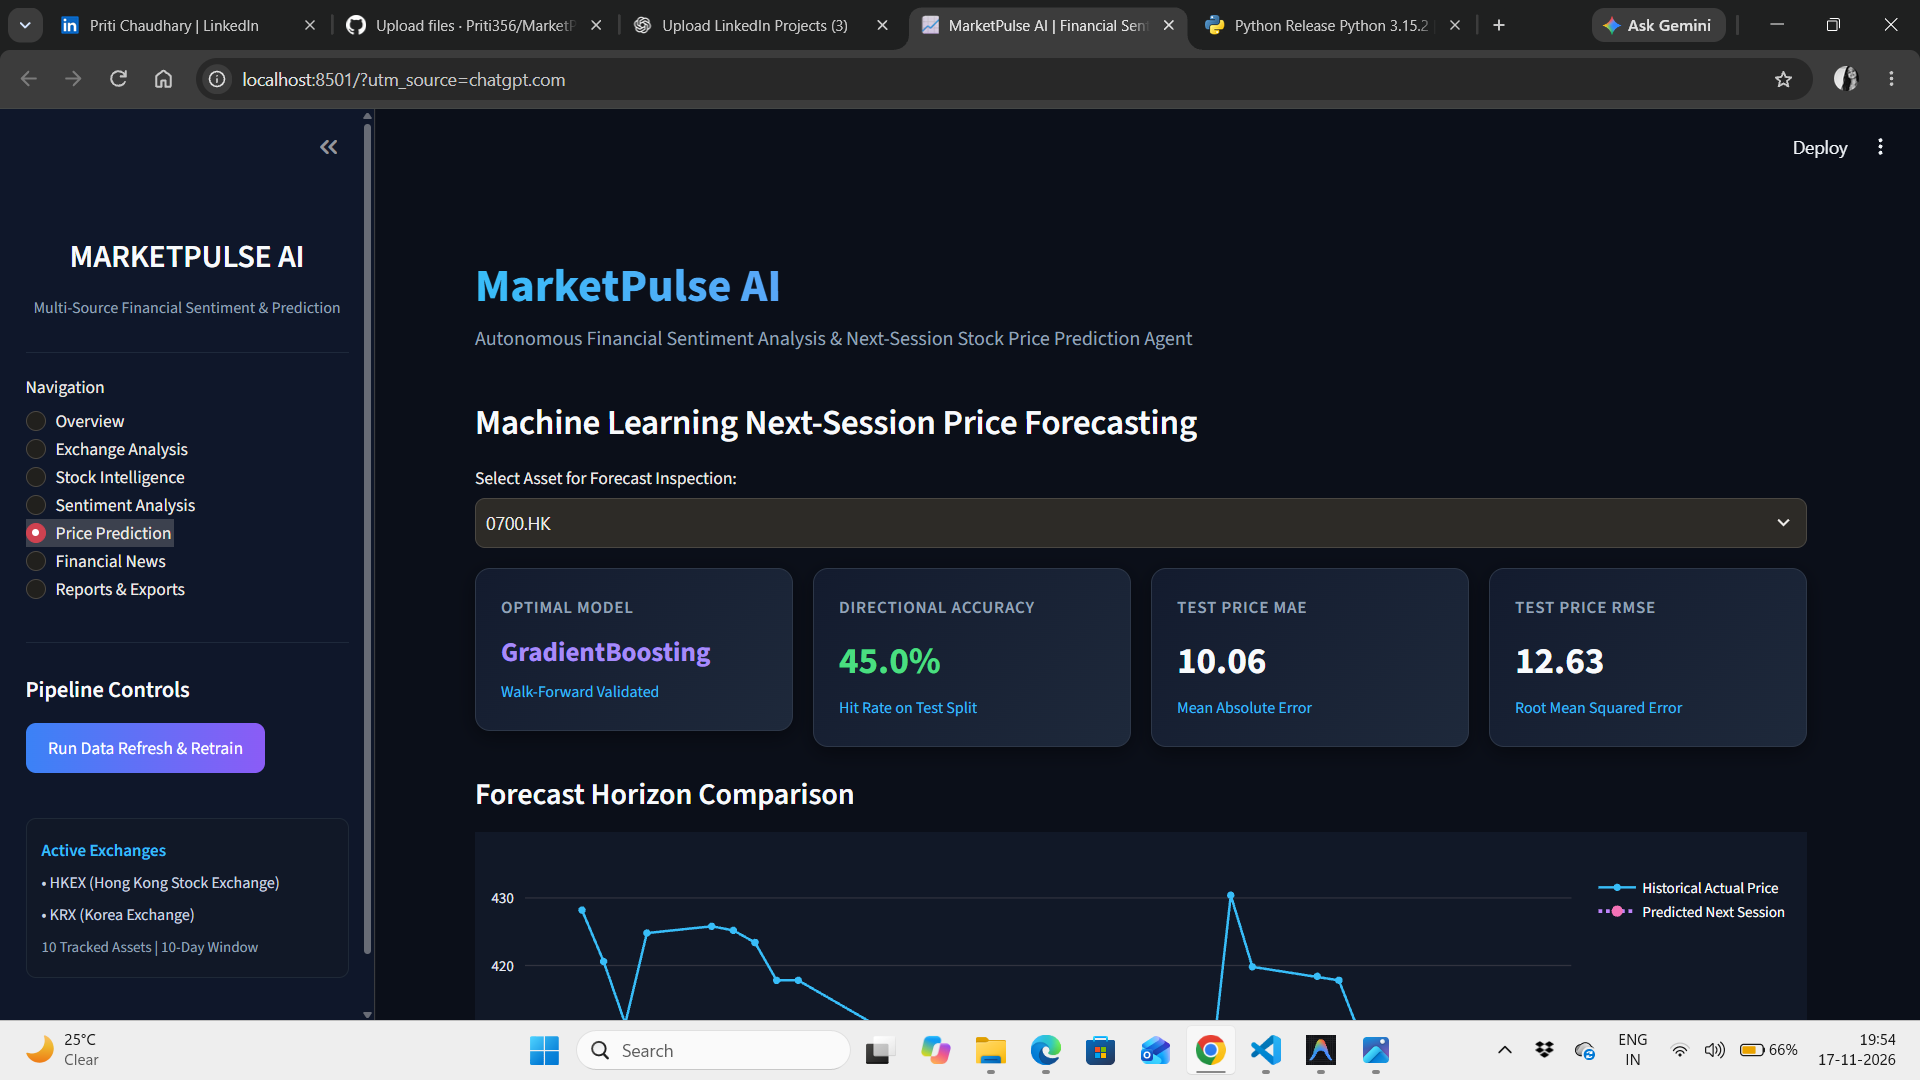 Priti Chaudhary | LinkedIn
Upload files · Priti356/MarketP
Upload LinkedIn Projects (3)
MarketPulse AI | Financial Sen
Python Release Python 3.15.2
Ask Gemini
localhost:8501/?utm_source=chatgpt.com
Deploy
MARKETPULSE AI
Multi-Source Financial Sentiment & Prediction
Navigation
Overview
Exchange Analysis
Stock Intelligence
Sentiment Analysis
Price Prediction
Financial News
Reports & Exports
Pipeline Controls
Run Data Refresh & Retrain
Active Exchanges
• HKEX (Hong Kong Stock Exchange)
• KRX (Korea Exchange)
10 Tracked Assets | 10-Day Window
MarketPulse AI
Autonomous Financial Sentiment Analysis & Next-Session Stock Price Prediction Agent
Machine Learning Next-Session Price Forecasting
Select Asset for Forecast Inspection:
0700.HK
OPTIMAL MODEL
GradientBoosting
Walk-Forward Validated
DIRECTIONAL ACCURACY
45.0%
Hit Rate on Test Split
TEST PRICE MAE
10.06
Mean Absolute Error
TEST PRICE RMSE
12.63
Root Mean Squared Error
Forecast Horizon Comparison
430
420
Historical Actual Price
Predicted Next Session
25°C
Clear
Search
ENG
IN
66%
19:54
17-11-2026